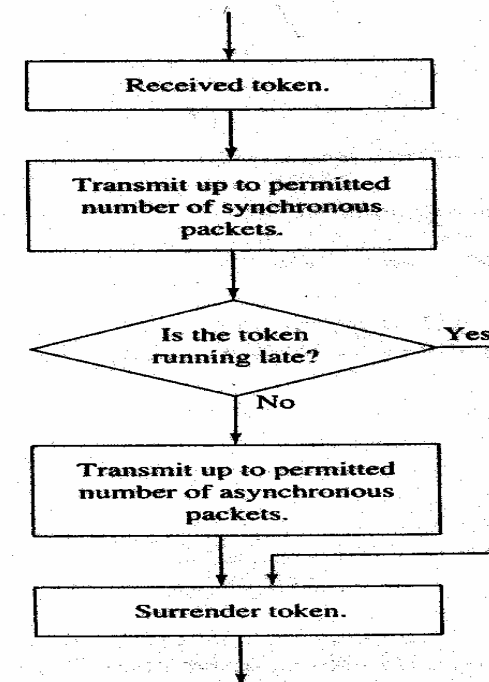 Received token.
Transmit up to permitted
number of synchronous
packets.
Is the token
running late?
Yes
No
Transmit up to permitted
number of asynchronous
packets.
Surrender token.